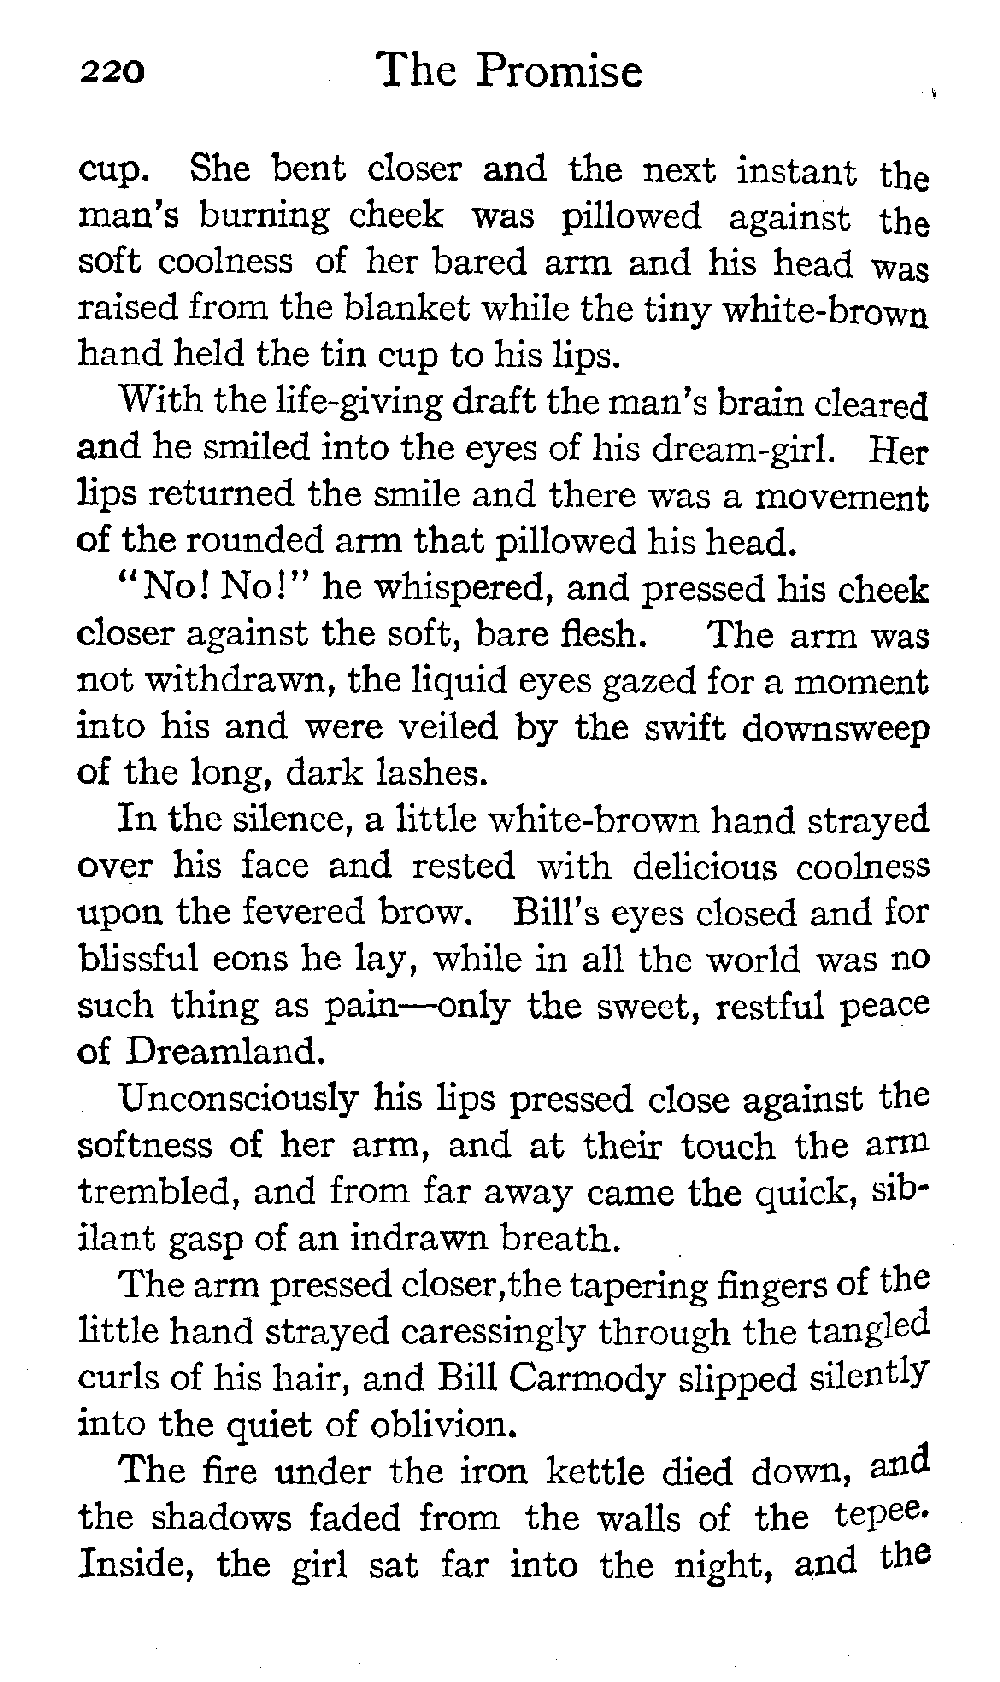 220 The Promise
cup. She bent closer and the next instant the
man's burning cheek was pillowed against the
soft coolness of her bared arm and his head was
raised from the blanket while the tiny white-brown
hand held the tin cup to his lips.
With the life-giving draft the man's brain cleared
and he smiled into the eyes of his dream-girl. Her
lips returned the smile and there was a movement
of the rounded arm that pillowed his head.
"No! No!" he whispered, and pressed his cheek
closer against the soft, bare flesh. The arm was
not withdrawn, the liquid eyes gazed for a moment
into his and were veiled by the swift downsweep
of the long, dark lashes.
In the silence, a little white-brown hand strayed
over his face and rested with delicious coolness
upon the fevered brow. Bill's eyes closed and for
blissful eons he lay, while in all the world was no
such thing as pain—only the sweet, restful peace
of Dreamland.
Unconsciously his lips pressed close against the
softness of her arm, and at their touch the arm
trembled, and from far away came the quick, sib-
ilant gasp of an indrawn breath.
The arm pressed closer,the tapering fingers of the
little hand strayed caressingly through the tangled
curls of his hair, and Bill Carmody slipped silently
into the quiet of oblivion.
The fire under the iron kettle died down, and
the shadows faded from the walls of the tepee.
Inside, the girl sat far into the night, and the